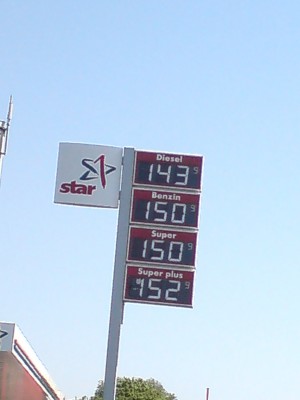 star
Diesel
143 9
Benzin
150 9
Super
150 9
Super plus
152 9